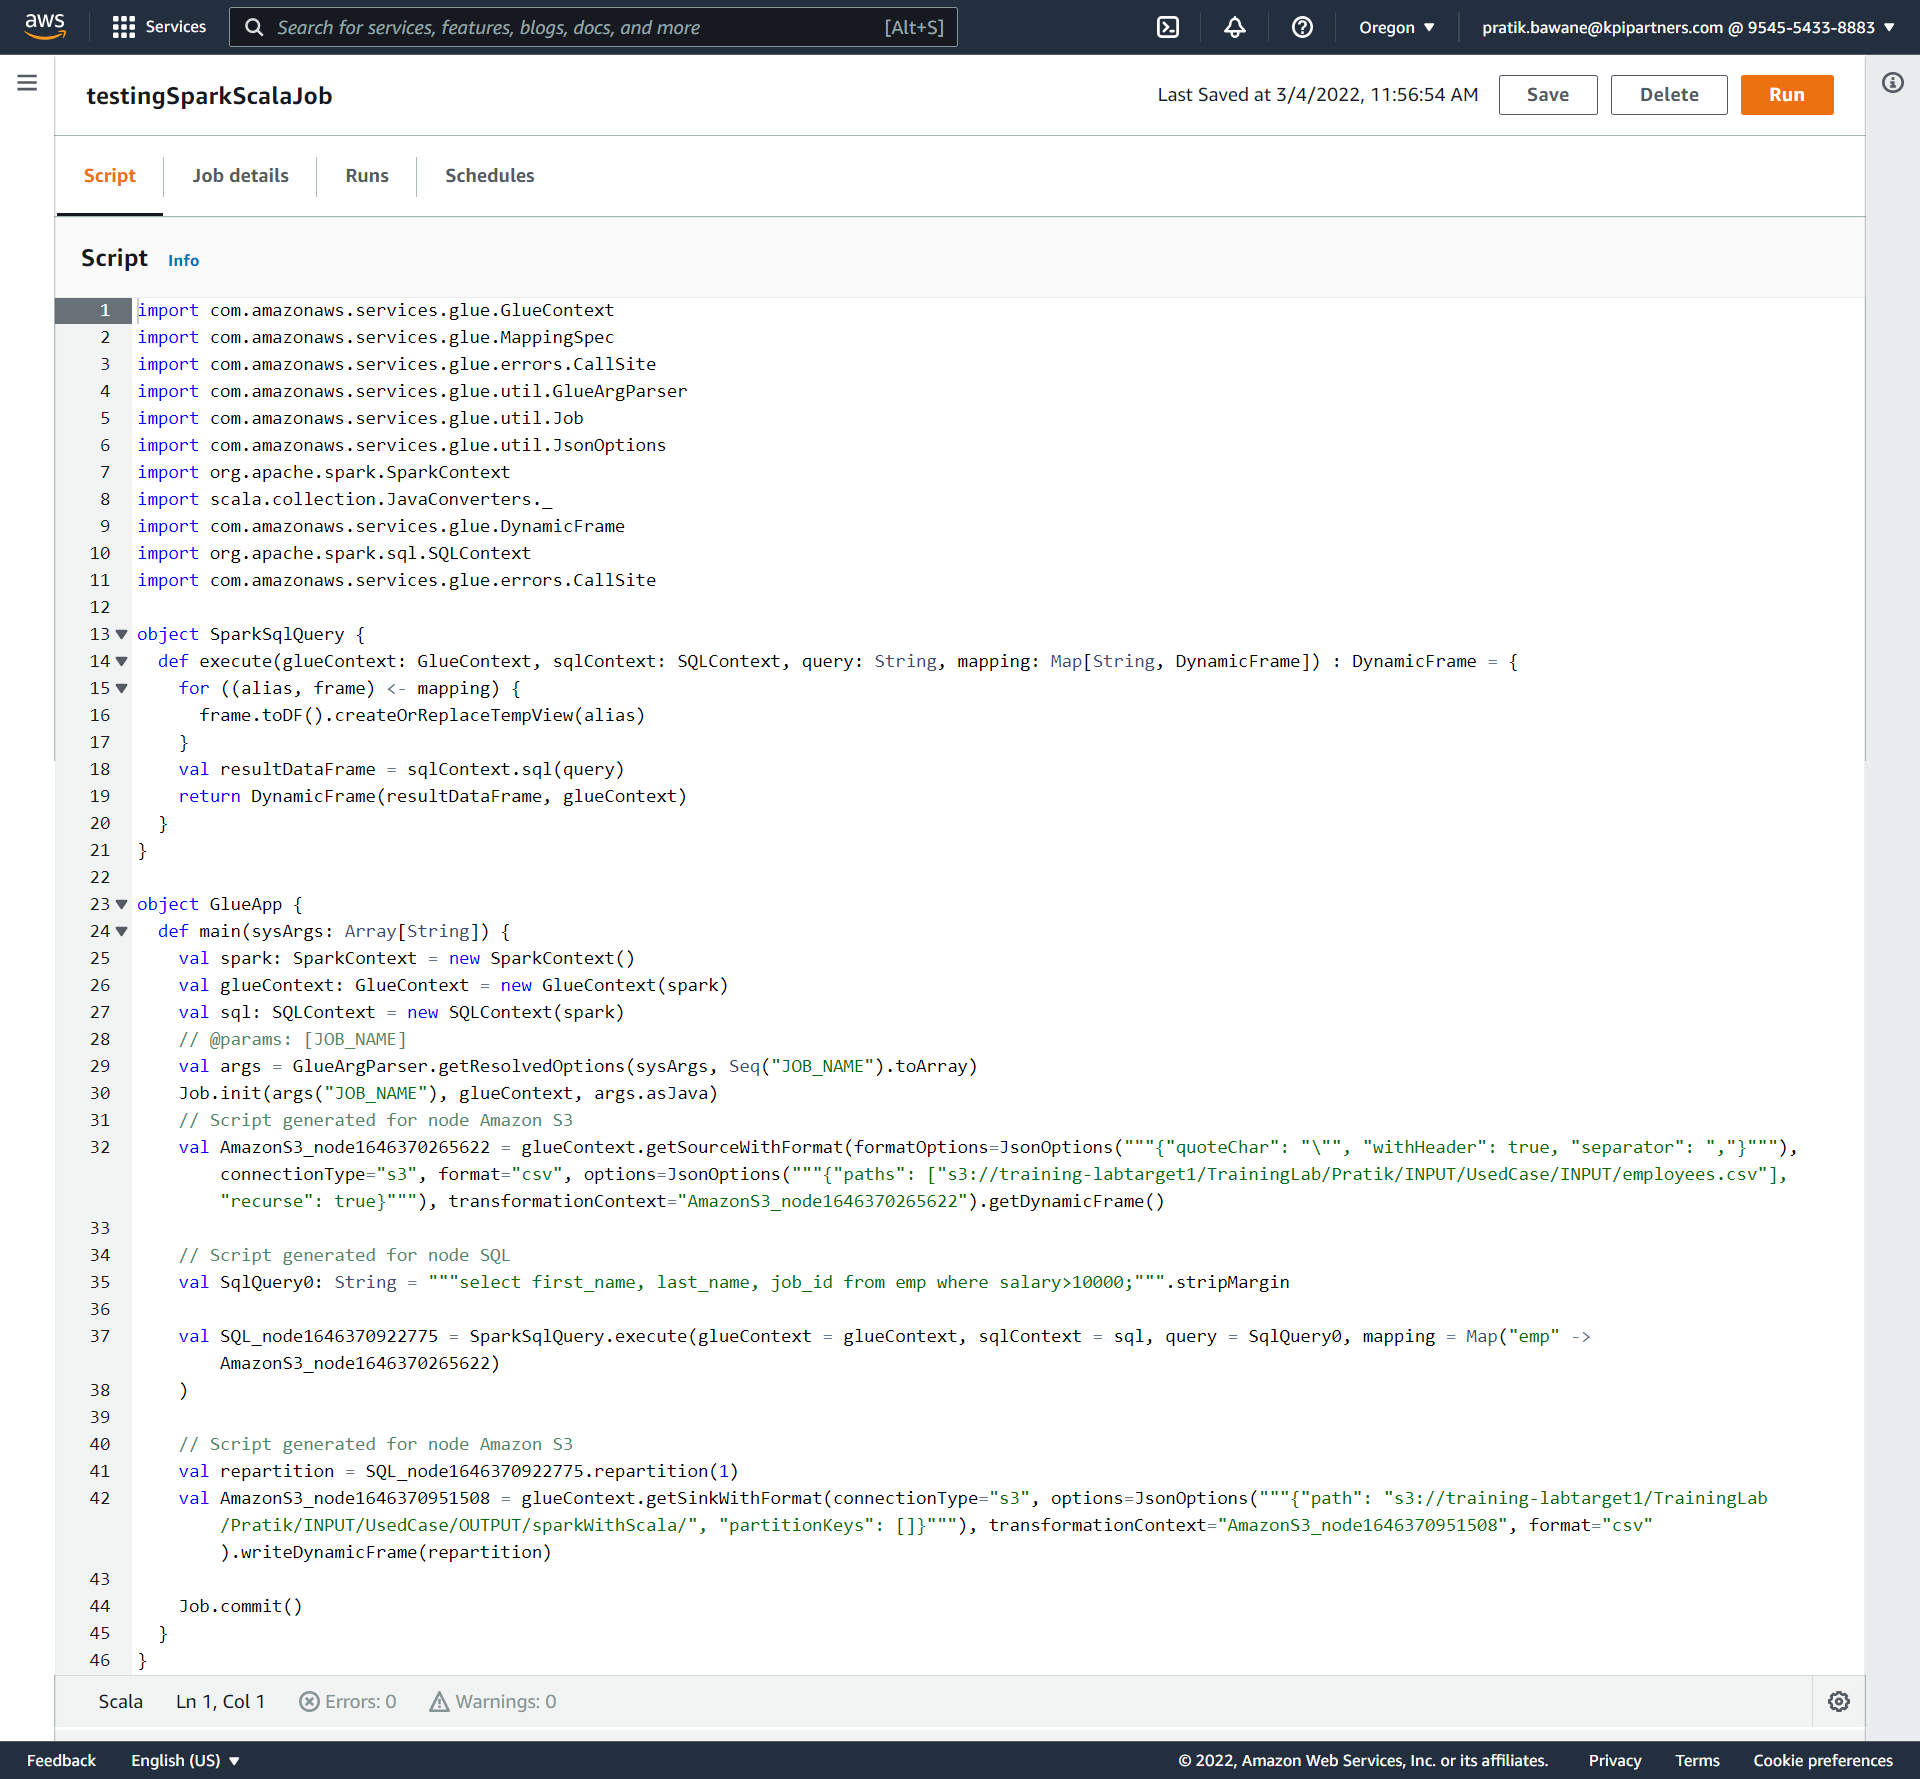 aws
Services
Search for services, features, blogs, docs, and more [Alt+S]
Oregon ▼
pratik.bawane@kpipartners.com @ 9545-5433-8883 ▼
testingSparkScalaJob
Last Saved at 3/4/2022, 11:56:54 AM
Save
Delete
Run
Script
Job details
Runs
Schedules
Script Info
1 import com.amazonaws.services.glue.GlueContext
2 import com.amazonaws.services.glue.MappingSpec
3 import com.amazonaws.services.glue.errors.CallSite
4 import com.amazonaws.services.glue.util.GlueArgParser
5 import com.amazonaws.services.glue.util.Job
6 import com.amazonaws.services.glue.util.JsonOptions
7 import org.apache.spark.SparkContext
8 import scala.collection.JavaConverters._
9 import com.amazonaws.services.glue.DynamicFrame
10 import org.apache.spark.sql.SQLContext
11 import com.amazonaws.services.glue.errors.CallSite
12
13 object SparkSqlQuery {
14 def execute(glueContext: GlueContext, sqlContext: SQLContext, query: String, mapping: Map[String, DynamicFrame]) : DynamicFrame = {
15 for ((alias, frame) <- mapping) {
16 frame.toDF().createOrReplaceTempView(alias)
17 }
18 val resultDataFrame = sqlContext.sql(query)
19 return DynamicFrame(resultDataFrame, glueContext)
20 }
21 }
22
23 object GlueApp {
24 def main(sysArgs: Array[String]) {
25 val spark: SparkContext = new SparkContext()
26 val glueContext: GlueContext = new GlueContext(spark)
27 val sql: SQLContext = new SQLContext(spark)
28 // @params: [JOB_NAME]
29 val args = GlueArgParser.getResolvedOptions(sysArgs, Seq("JOB_NAME").toArray)
30 Job.init(args("JOB_NAME"), glueContext, args.asJava)
31 // Script generated for node Amazon S3
32 val AmazonS3_node1646370265622 = glueContext.getSourceWithFormat(formatOptions=JsonOptions("""{"quoteChar": "\"", "withHeader": true, "separator": ","}"""),
connectionType="s3", format="csv", options=JsonOptions("""{"paths": ["s3://training-labtarget1/TrainingLab/Pratik/INPUT/UsedCase/INPUT/employees.csv"],
"recurse": true}"""), transformationContext="AmazonS3_node1646370265622").getDynamicFrame()
33
34 // Script generated for node SQL
35 val SqlQuery0: String = """select first_name, last_name, job_id from emp where salary>10000;""".stripMargin
36
37 val SQL_node1646370922775 = SparkSqlQuery.execute(glueContext = glueContext, sqlContext = sql, query = SqlQuery0, mapping = Map("emp" ->
AmazonS3_node1646370265622)
38 )
39
40 // Script generated for node Amazon S3
41 val repartition = SQL_node1646370922775.repartition(1)
42 val AmazonS3_node1646370951508 = glueContext.getSinkWithFormat(connectionType="s3", options=JsonOptions("""{"path": "s3://training-labtarget1/TrainingLab
/Pratik/INPUT/UsedCase/OUTPUT/sparkWithScala/", "partitionKeys": []}"""), transformationContext="AmazonS3_node1646370951508", format="csv"
).writeDynamicFrame(repartition)
43
44 Job.commit()
45 }
46 }
Scala Ln 1, Col 1 Errors: 0 Warnings: 0
Feedback English (US) ▼ © 2022, Amazon Web Services, Inc. or its affiliates. Privacy Terms Cookie preferences